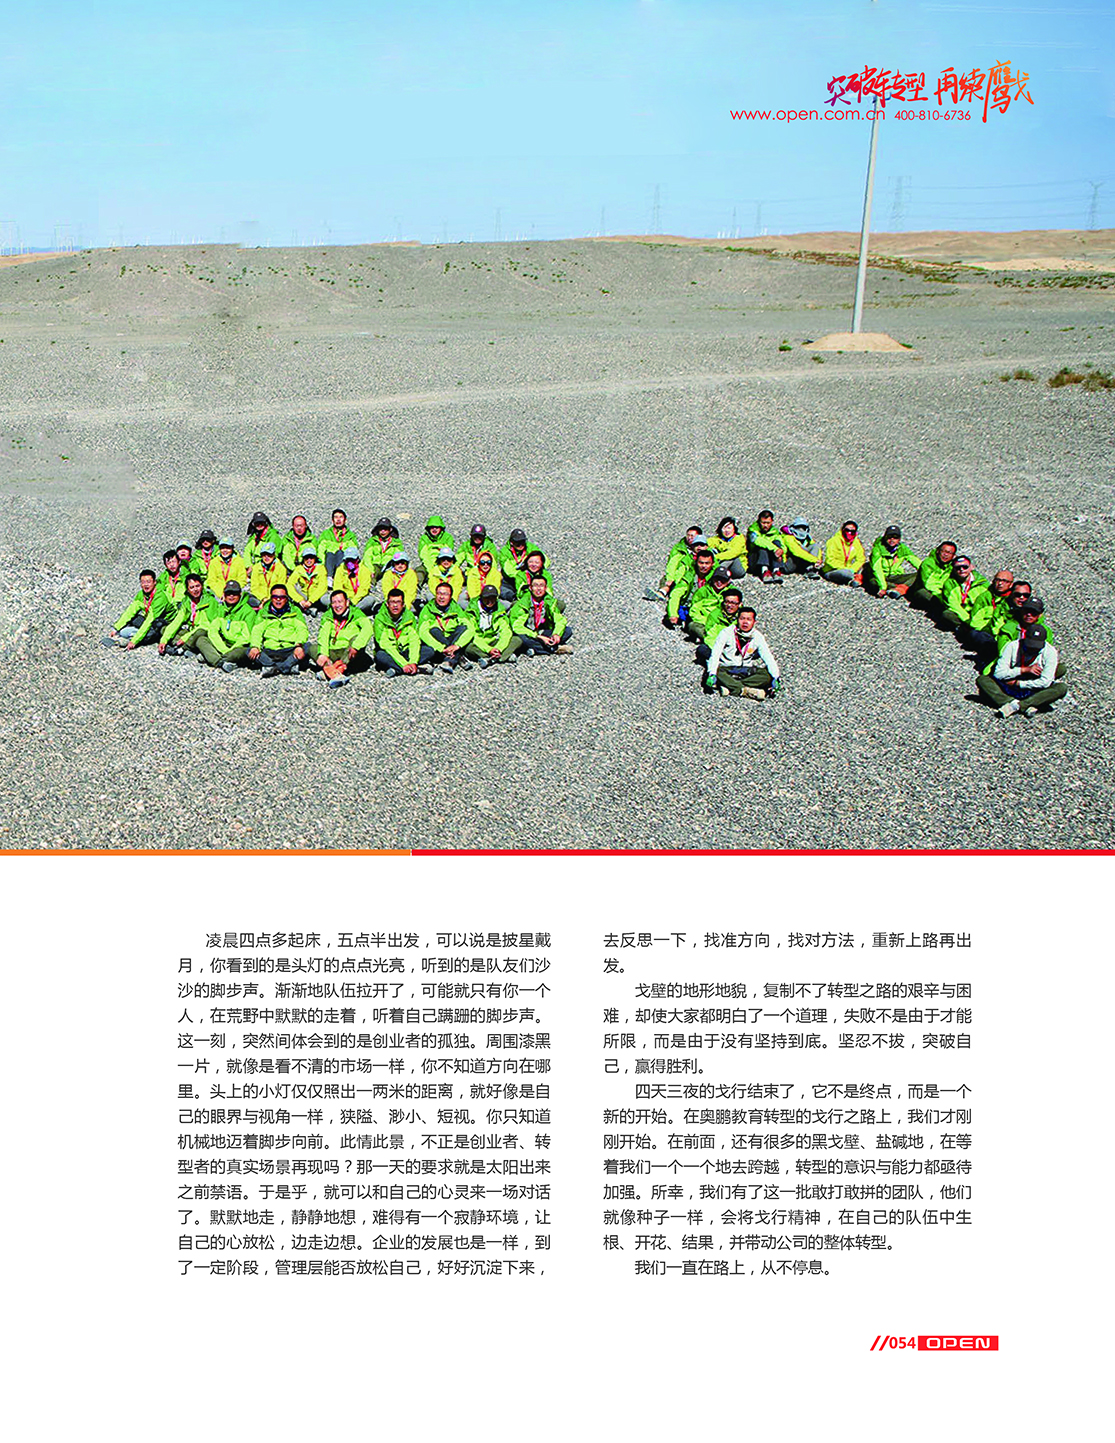 突破转型 再续鹰戈
www.open.com.cn 400-810-6736
凌晨四点多起床，五点半出发，可以说是披星戴
月，你看到的是头灯的点点光亮，听到的是队友们沙
沙的脚步声。渐渐地队伍拉开了，可能就只有你一个
人，在荒野中默默的走着，听着自己蹒跚的脚步声。
这一刻，突然间体会到的是创业者的孤独。周围漆黑
一片，就像是看不清的市场一样，你不知道方向在哪
里。头上的小灯仅仅照出一两米的距离，就好像是自
己的眼界与视角一样，狭隘、渺小、短视。你只知道
机械地迈着脚步向前。此情此景，不正是创业者、转
型者的真实场景再现吗？那一天的要求就是太阳出来
之前禁语。于是乎，就可以和自己的心灵来一场对话
了。默默地走，静静地想，难得有一个寂静环境，让
自己的心放松，边走边想。企业的发展也是一样，到
了一定阶段，管理层能否放松自己，好好沉淀下来，
去反思一下，找准方向，找对方法，重新上路再出
发。
戈壁的地形地貌，复制不了转型之路的艰辛与困
难，却使大家都明白了一个道理，失败不是由于才能
所限，而是由于没有坚持到底。坚忍不拔，突破自
己，赢得胜利。
四天三夜的戈行结束了，它不是终点，而是一个
新的开始。在奥鹏教育转型的戈行之路上，我们才刚
刚开始。在前面，还有很多的黑戈壁、盐碱地，在等
着我们一个一个地去跨越，转型的意识与能力都亟待
加强。所幸，我们有了这一批敢打敢拼的团队，他们
就像种子一样，会将戈行精神，在自己的队伍中生
根、开花、结果，并带动公司的整体转型。
我们一直在路上，从不停息。
//054 OPEN